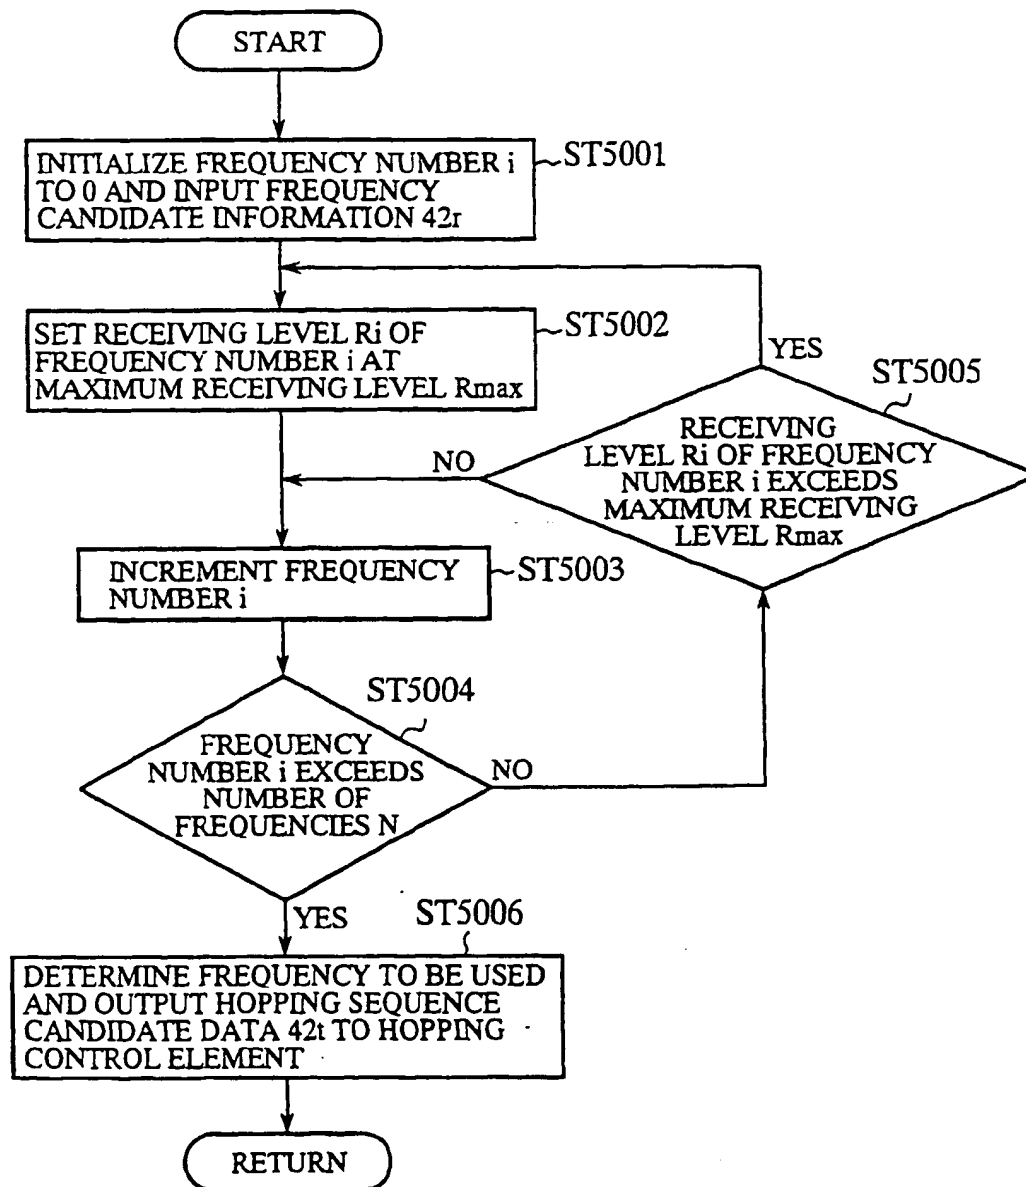 START
INITIALIZE FREQUENCY NUMBER i
TO 0 AND INPUT FREQUENCY
CANDIDATE INFORMATION 42r
ST5001
SET RECEIVING LEVEL Ri OF
FREQUENCY NUMBER i AT
MAXIMUM RECEIVING LEVEL Rmax
ST5002
YES
ST5005
RECEIVING
LEVEL Ri OF FREQUENCY
NUMBER i EXCEEDS
MAXIMUM RECEIVING
LEVEL Rmax
NO
INCREMENT FREQUENCY
NUMBER i
ST5003
ST5004
FREQUENCY
NUMBER i EXCEEDS
NUMBER OF
FREQUENCIES N
NO
YES
ST5006
DETERMINE FREQUENCY TO BE USED
AND OUTPUT HOPPING SEQUENCE
CANDIDATE DATA 42t TO HOPPING
CONTROL ELEMENT
RETURN